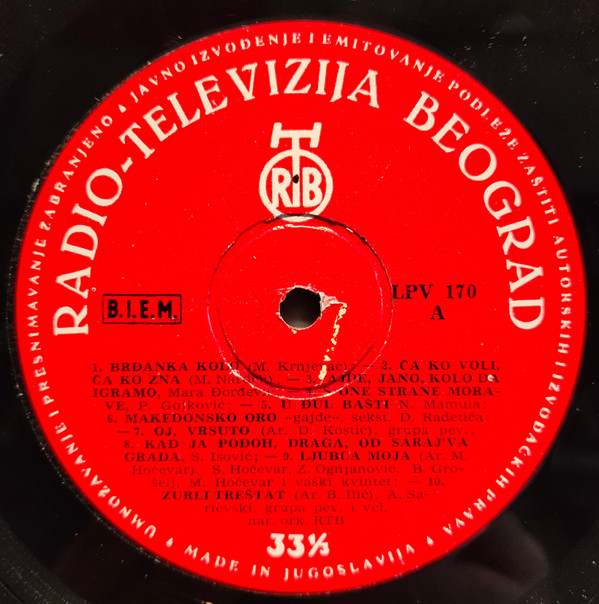 UMNOŽAVANJE PRESNIMAVANJE ZABRANJENO ♦ JAVNO IZVOĐENJE I EMITOVANJE PODLEŽE ZAŠTITI AUTORSKIH I IZVOĐAČKIH PRAVA ♦
RADIO-TELEVIZIJA BEOGRAD
RTB
B.I.E.M.
LPV 170
A
1. BRĐANKA KOLO (M. Krnjevac); — 2. ČA KO VOLI,
ČA KO ZNA (M. Nardelli); — 3. AJDE, JANO, KOLO DA
IGRAMO, Mara Đorđević; — 4. S ONE STRANE MORA-
VE, P. Gojković; — 5. U ĐUL BAŠTI N. Mamula;
6. MAKEDONSKO ORO »gajde«, sekst. D. Radetića;
— 7. OJ, VRSUTO (Ar. D. Kostić), grupa pev.,
8. KAD JA POĐOH, DRAGA, OD SARAJ'VA
GRADA, S. Isović; — 9. LJUBČA MOJA (Ar. M.
Hočevar), S. Hočevar, Z. Ognjanović, B. Gro-
šelj, M. Hočevar i vaški kvintet; — 10.
ZURLI TREŠTAT (Ar. B. Ilić), A. Sa-
rievski, grupa pev. i vel.
nar. ork. RTB
33⅓
MADE IN JUGOSLAVIJA ♦